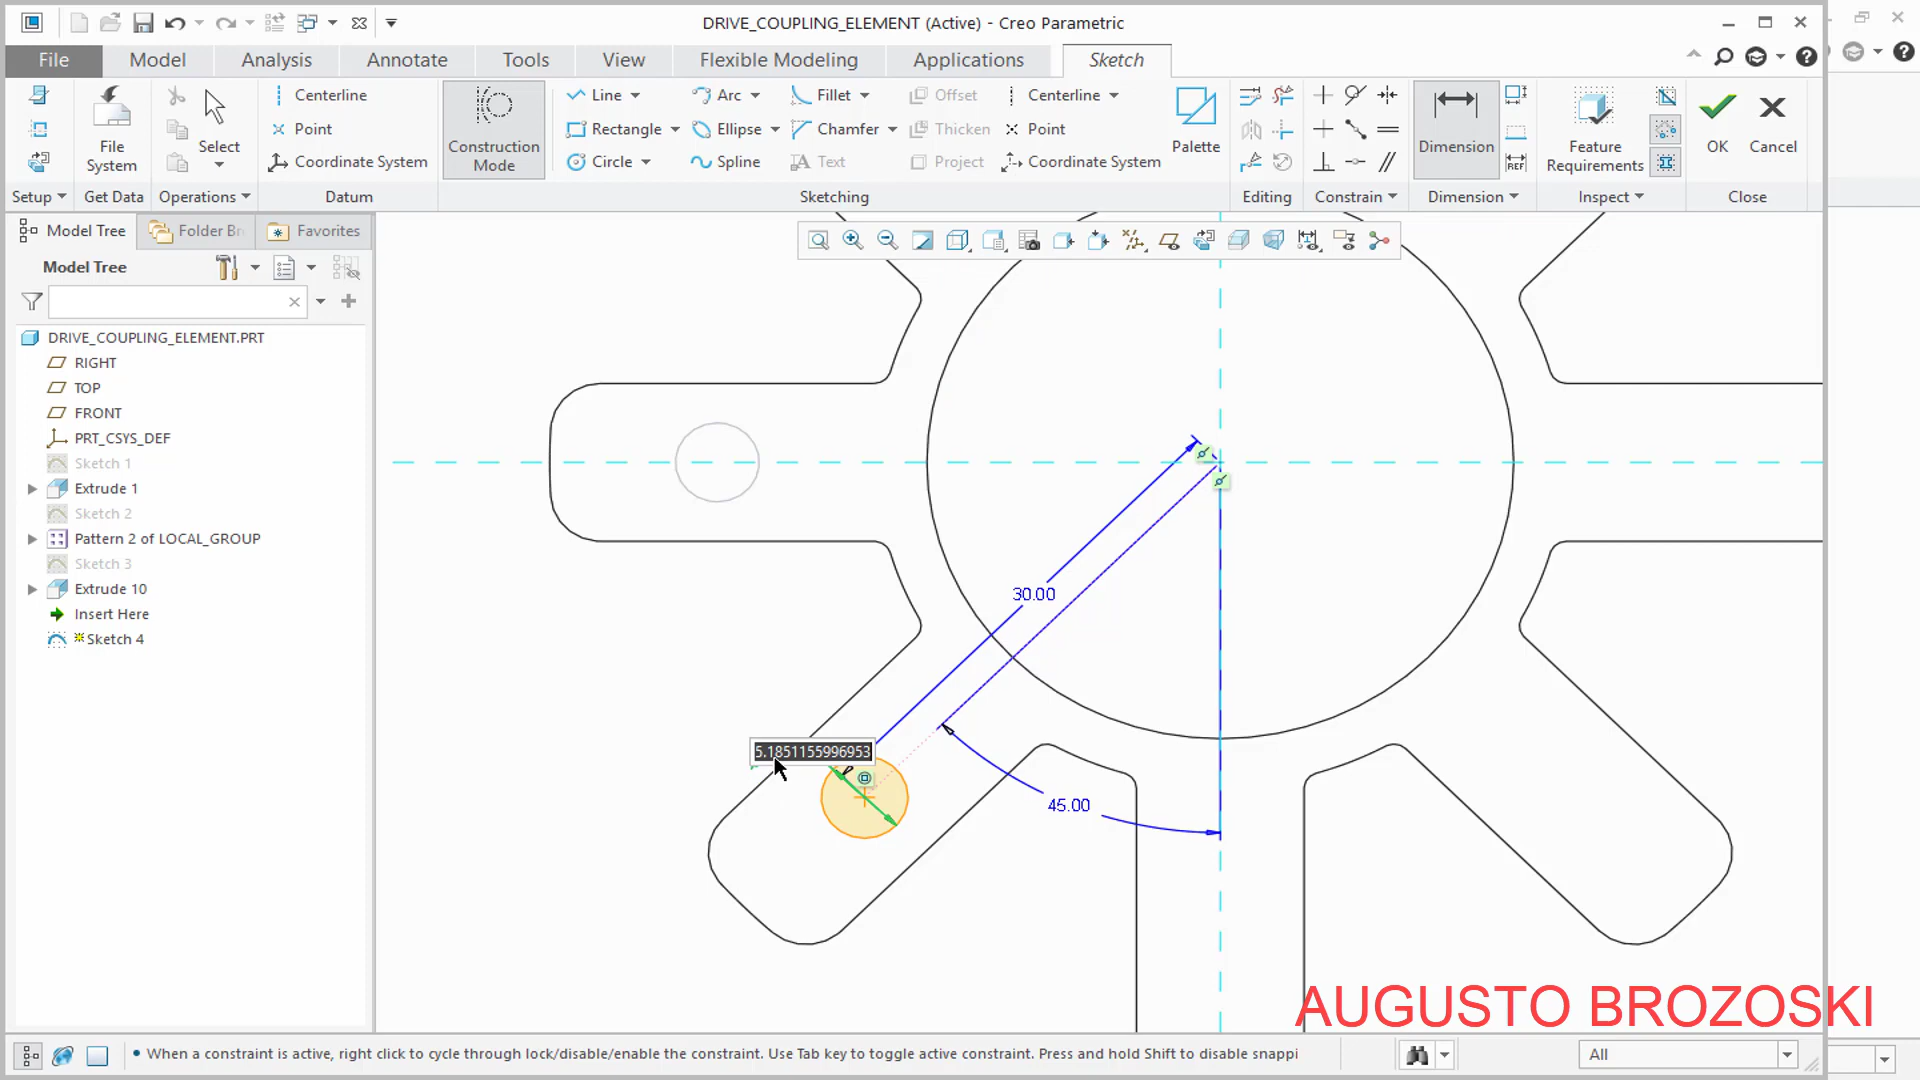 DRIVE_COUPLING_ELEMENT (Active) - Creo Parametric
File Model Analysis Annotate Tools View Flexible Modeling Applications Sketch
File System
Select
Centerline
Point
Coordinate System
Construction Mode
Line
Rectangle
Circle
Arc
Ellipse
Spline
Fillet
Chamfer
Text
Offset
Thicken
Project
Centerline
Point
Coordinate System
Palette
Dimension
REF
Feature Requirements
OK
Cancel
Setup Get Data Operations Datum Sketching Editing Constrain Dimension Inspect Close
Model Tree Folder Br Favorites
Model Tree
DRIVE_COUPLING_ELEMENT.PRT
RIGHT
TOP
FRONT
PRT_CSYS_DEF
Sketch 1
Extrude 1
Sketch 2
Pattern 2 of LOCAL_GROUP
Sketch 3
Extrude 10
Insert Here
Sketch 4
30.00
5.1851155996953
45.00
AUGUSTO BROZOSKI
When a constraint is active, right click to cycle through lock/disable/enable the constraint. Use Tab key to toggle active constraint. Press and hold Shift to disable snappi
All